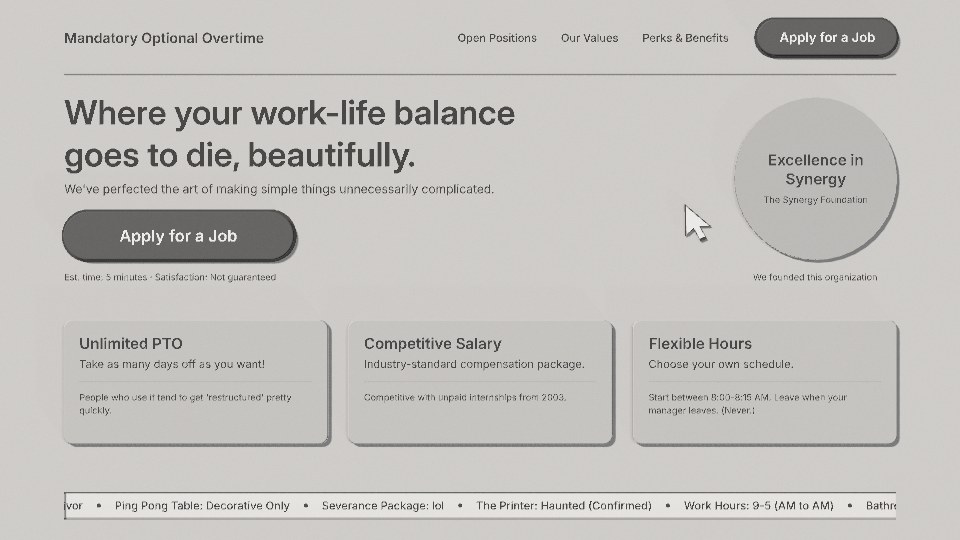 Mandatory Optional Overtime
Open Positions
Our Values
Perks & Benefits
Apply for a Job
Where your work-life balance
goes to die, beautifully.
We've perfected the art of making simple things unnecessarily complicated.
Apply for a Job
Est. time: 5 minutes · Satisfaction: Not guaranteed
Excellence in
Synergy
The Synergy Foundation
We founded this organization
Unlimited PTO
Take as many days off as you want!
People who use it tend to get 'restructured' pretty
quickly.
Competitive Salary
Industry-standard compensation package.
Competitive with unpaid internships from 2003.
Flexible Hours
Choose your own schedule.
Start between 8:00-8:15 AM. Leave when your
manager leaves. (Never.)
ivor • Ping Pong Table: Decorative Only • Severance Package: lol • The Printer: Haunted (Confirmed) • Work Hours: 9-5 (AM to AM) • Bathr